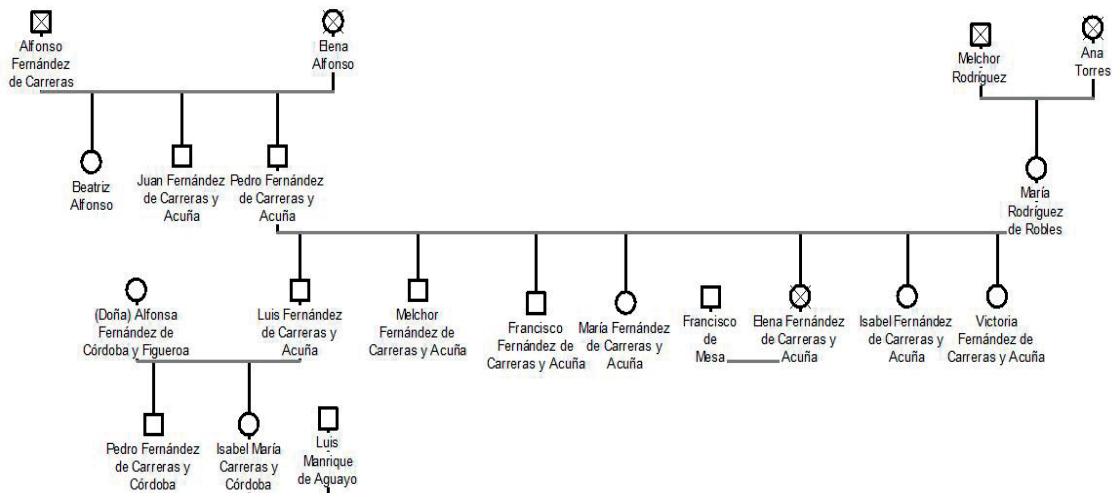 Alfonso
Fernández
de Carreras
Elena
Alfonso
Melchor
Rodríguez
Ana
Torres
Beatriz
Alfonso
Juan Fernández
de Carreras y
Acuña
Pedro Fernández
de Carreras y
Acuña
María
Rodríguez
de Robles
(Doña) Alfonsa
Fernández de
Córdoba y Figueroa
Luis Fernández
de Carreras y
Acuña
Melchor
Fernández de
Carreras y Acuña
Francisco
Fernández de
Carreras y Acuña
María Fernández
de Carreras y
Acuña
Francisco
de
Mesa
Elena Fernández
de Carreras y
Acuña
Isabel Fernández
de Carreras y
Acuña
Victoria
Fernández de
Carreras y Acuña
Pedro Fernández
de Carreras y
Córdoba
Isabel María
Carreras y
Córdoba
Luis
Manrique
de Aguayo